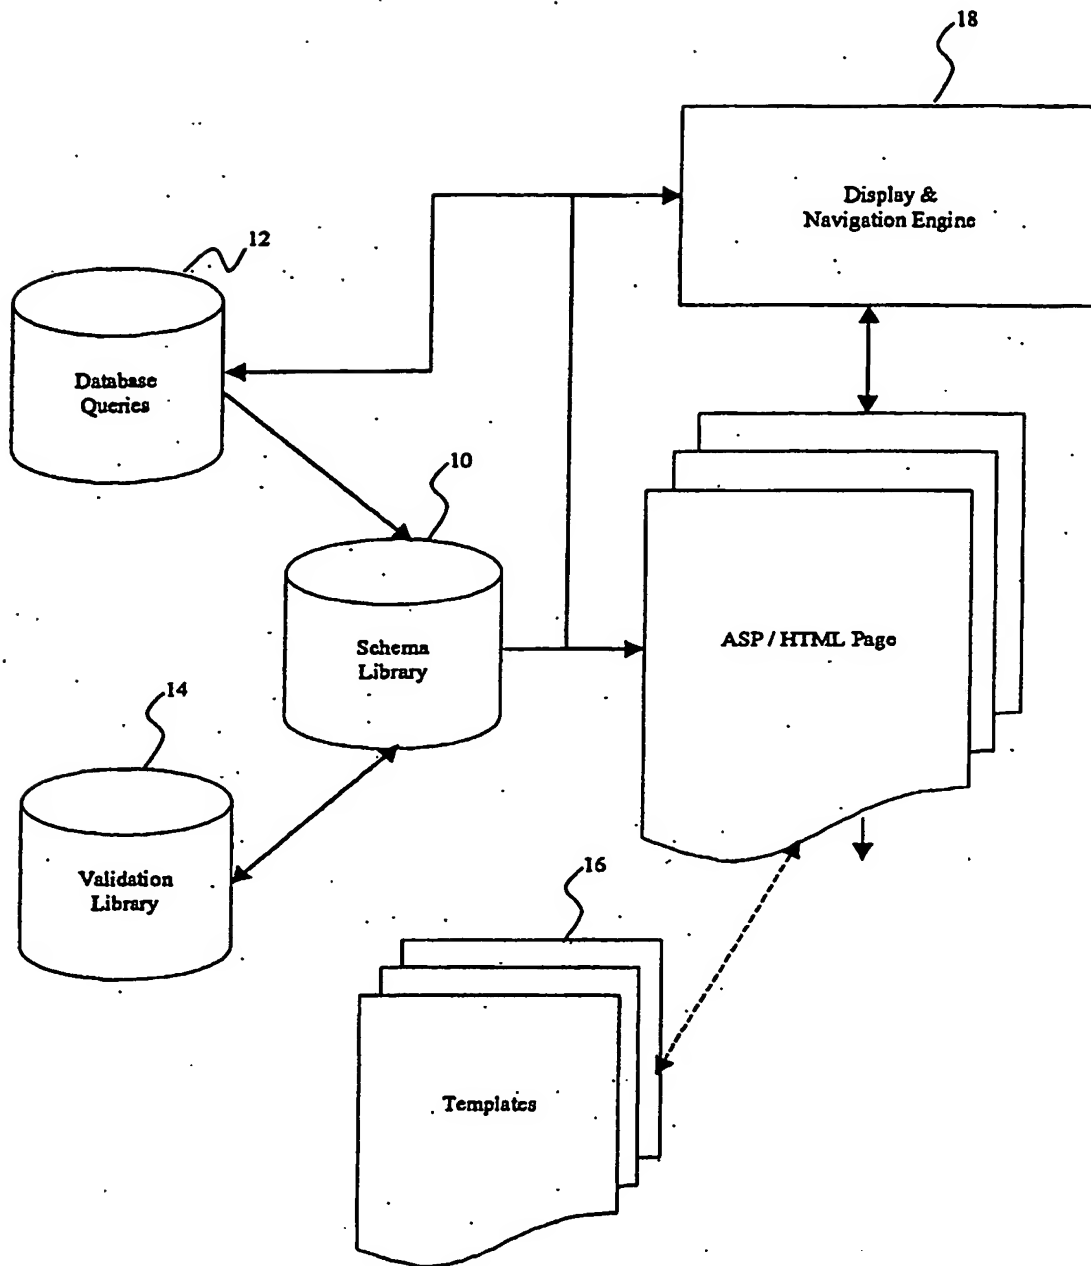 18
Display &
Navigation Engine
12
Database
Queries
10
Schema
Library
ASP / HTML Page
14
Validation
Library
16
Templates